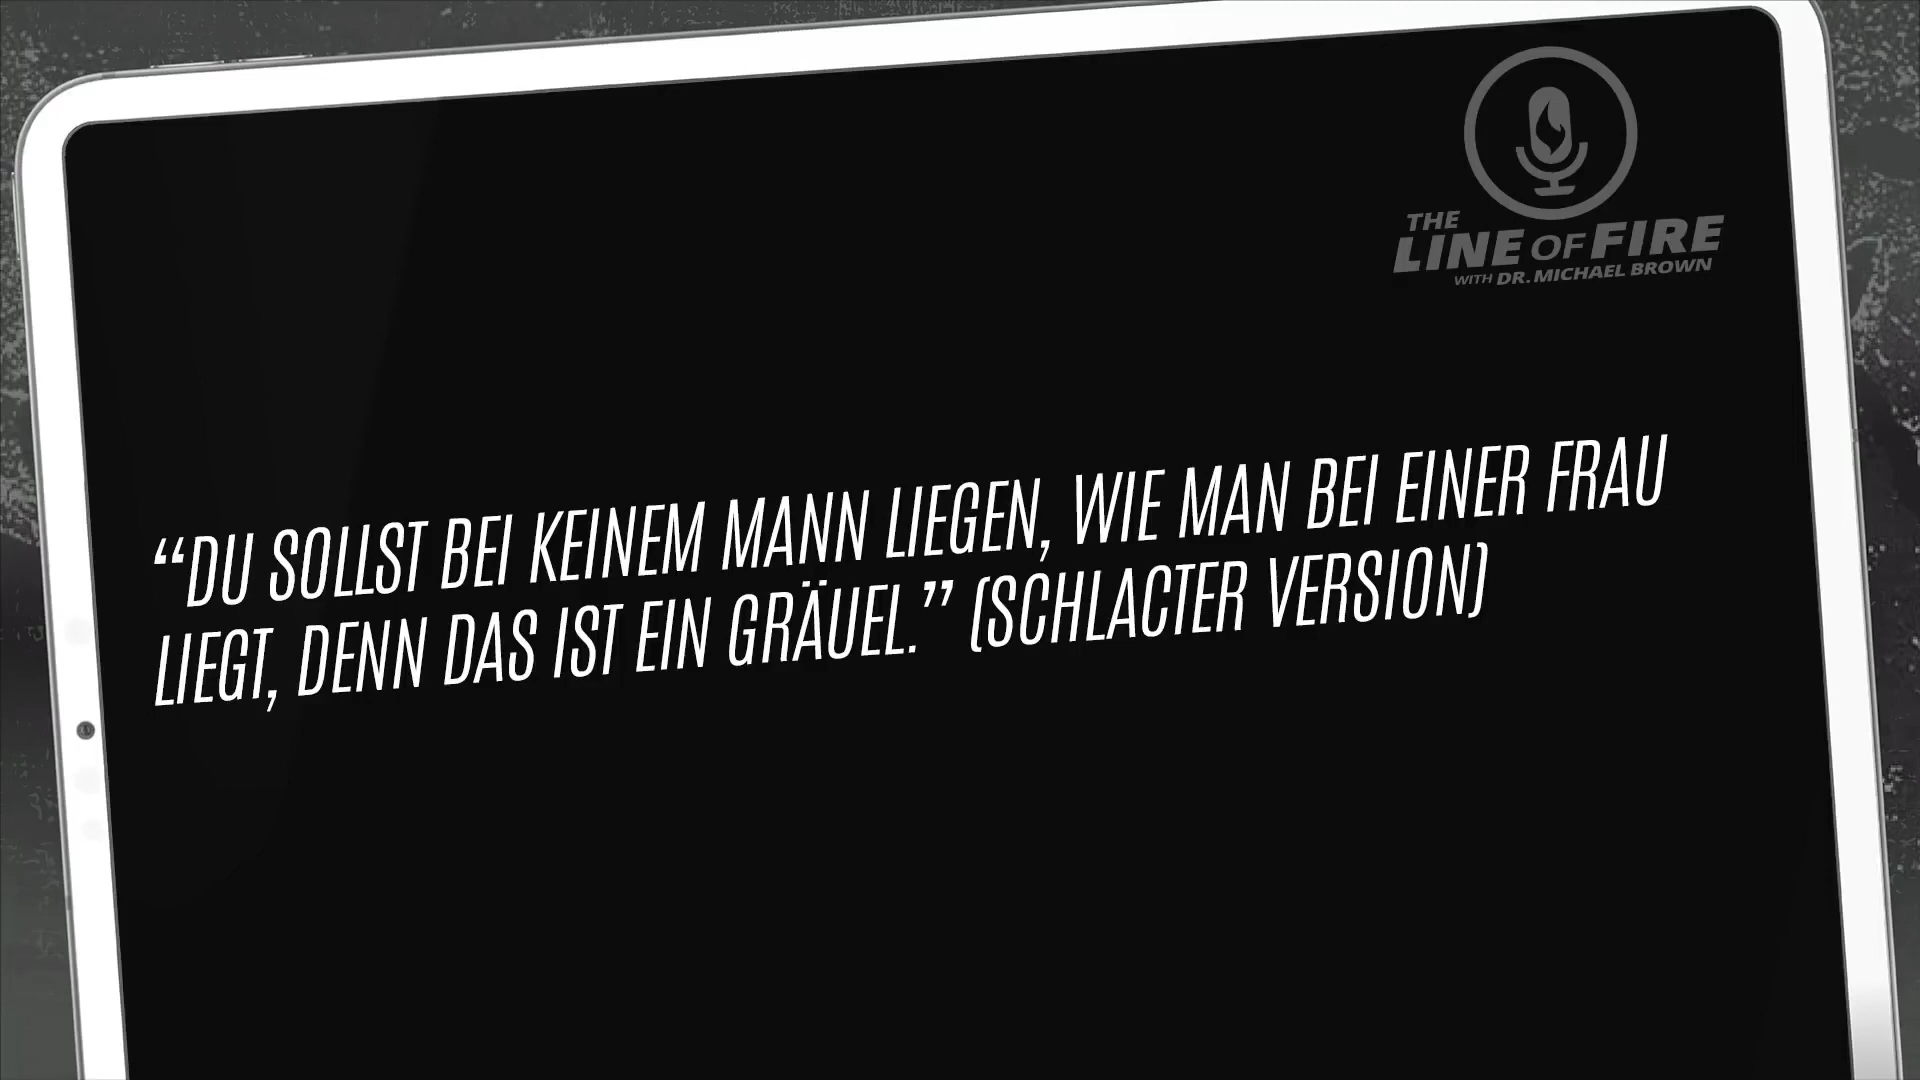 THE
LINE OF FIRE
WITH DR. MICHAEL BROWN
“DU SOLLST BEI KEINEM MANN LIEGEN, WIE MAN BEI EINER FRAU
LIEGT, DENN DAS IST EIN GRÄUEL.” (SCHLACTER VERSION)